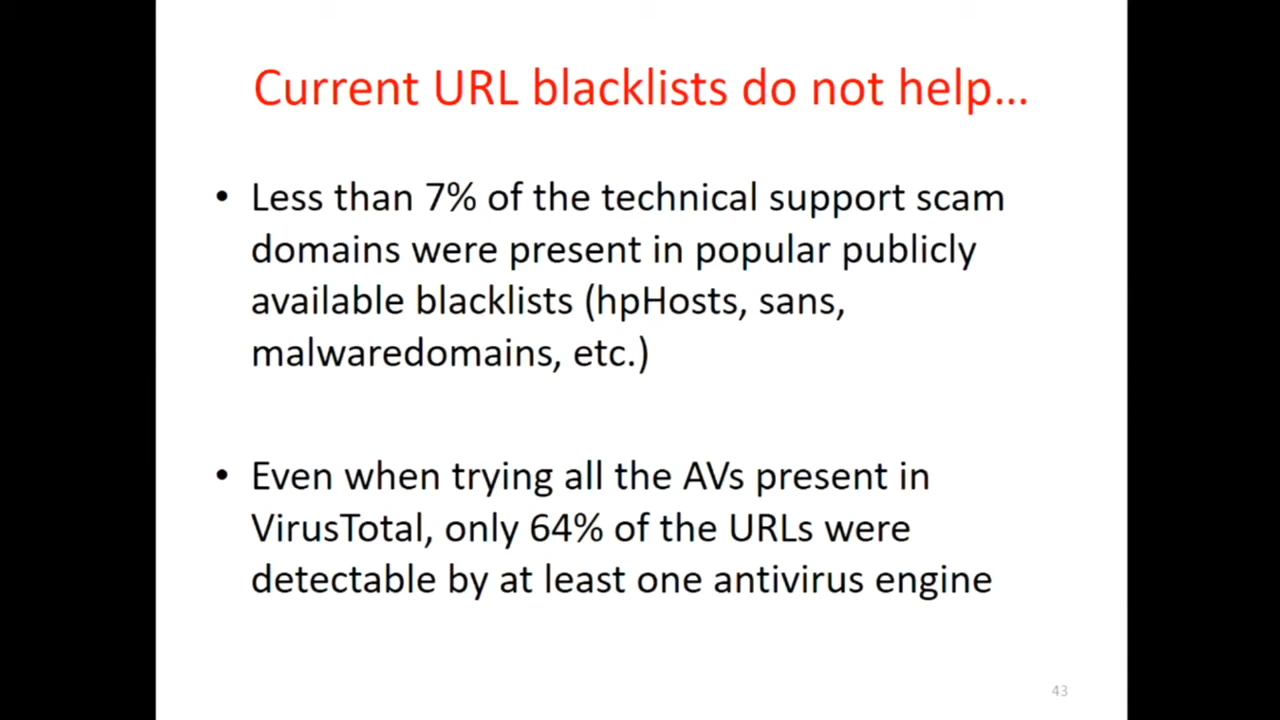 Current URL blacklists do not help...
• Less than 7% of the technical support scam
domains were present in popular publicly
available blacklists (hpHosts, sans,
malwaredomains, etc.)
• Even when trying all the AVs present in
VirusTotal, only 64% of the URLs were
detectable by at least one antivirus engine
43